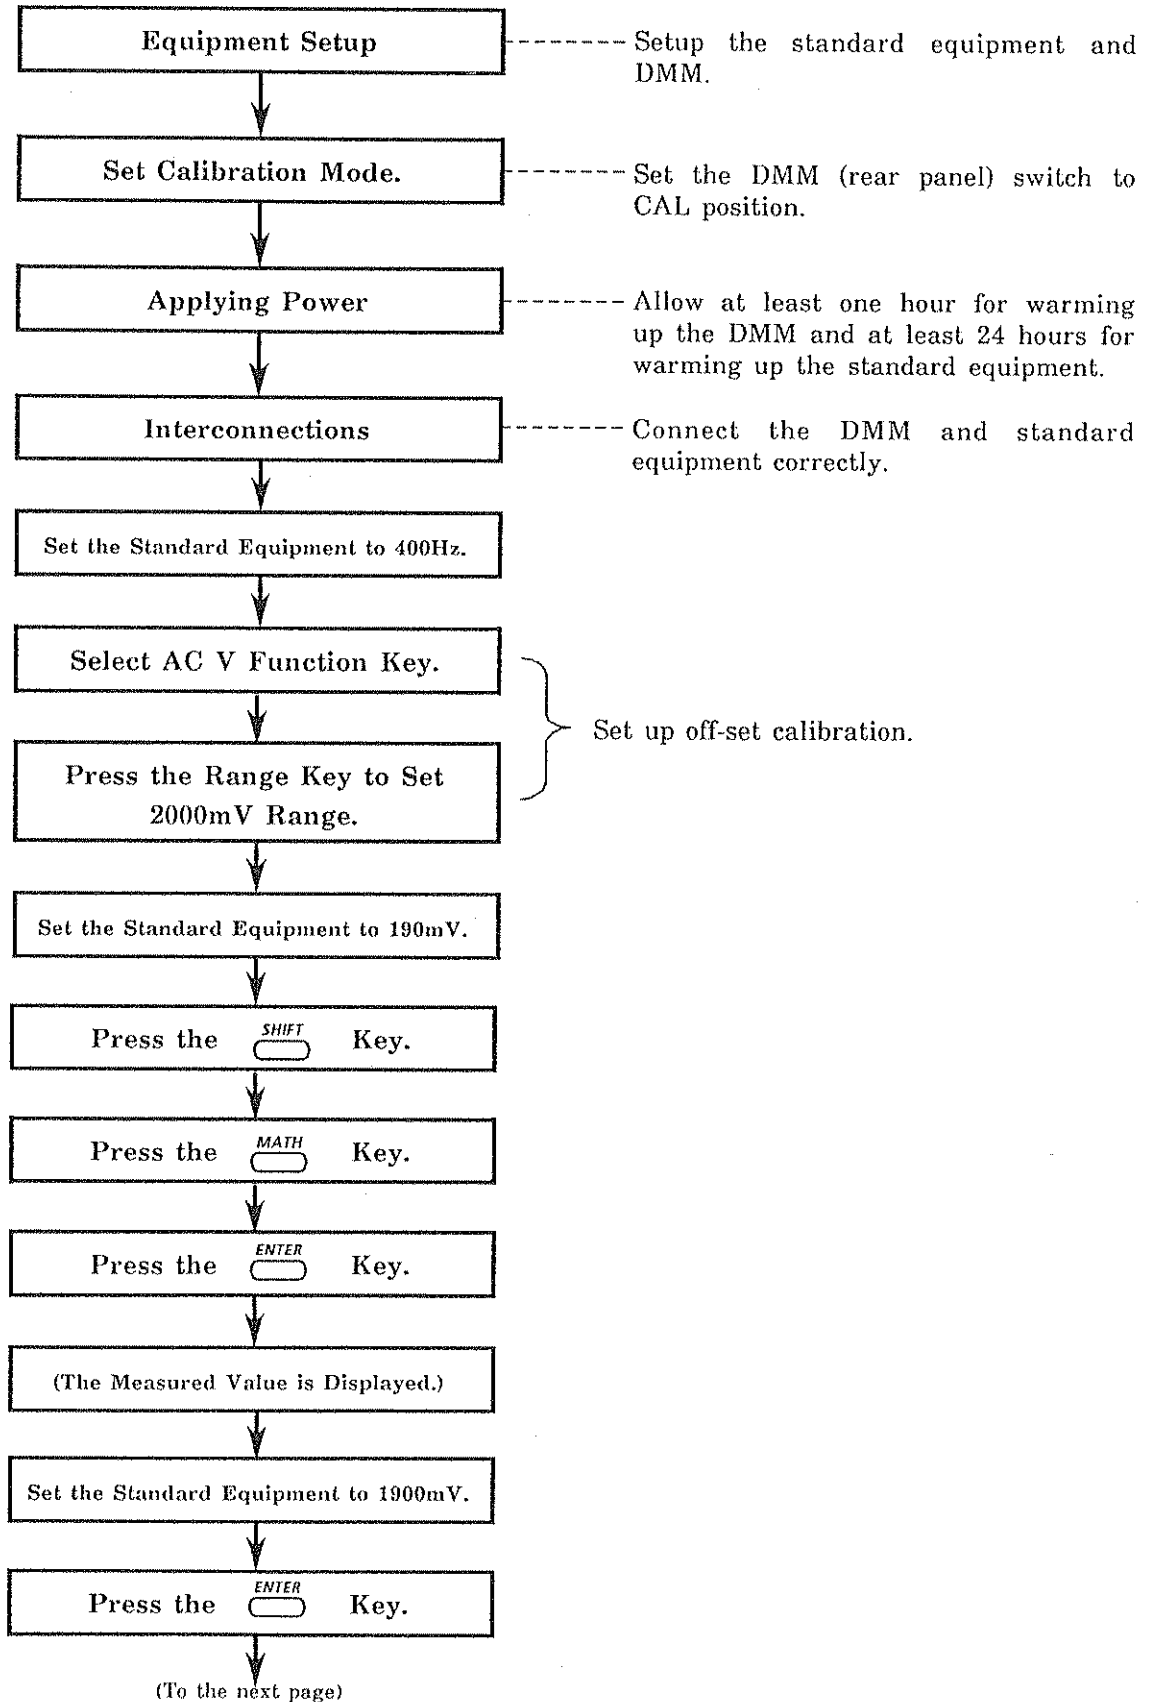 Equipment Setup
Setup the standard equipment and
DMM.
Set Calibration Mode.
Set the DMM (rear panel) switch to
CAL position.
Applying Power
Allow at least one hour for warming
up the DMM and at least 24 hours for
warming up the standard equipment.
Interconnections
Connect the DMM and standard
equipment correctly.
Set the Standard Equipment to 400Hz.
Select AC V Function Key.
Press the Range Key to Set
2000mV Range.
Set up off-set calibration.
Set the Standard Equipment to 190mV.
Press the SHIFT Key.
Press the MATH Key.
Press the ENTER Key.
(The Measured Value is Displayed.)
Set the Standard Equipment to 1900mV.
Press the ENTER Key.
(To the next page)